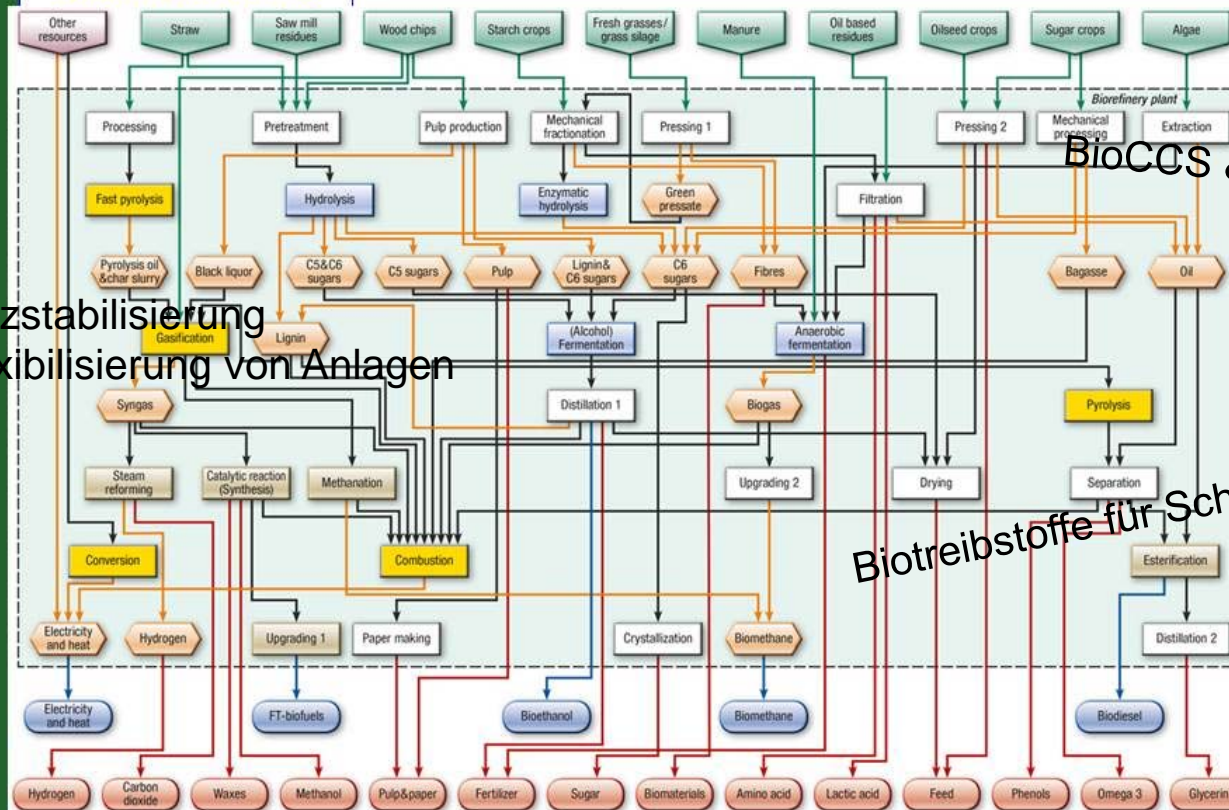 Other
resources
Straw
Saw mill
residues
Wood chips
Starch crops
Fresh grasses/
grass silage
Manure
Oil based
residues
Oilseed crops
Sugar crops
Algae
Biorefinery plant
Processing
Pretreatment
Pulp production
Mechanical
fractionation
Pressing 1
Pressing 2
Mechanical
processing
Extraction
BioCCS
Fast pyrolysis
Hydrolysis
Enzymatic
hydrolysis
Green
pressate
Filtration
Pyrolysis oil
&char slurry
Black liquor
C5&C6
sugars
C5 sugars
Pulp
Lignin&
C6 sugars
C6
sugars
Fibres
Bagasse
Oil
zstabilisierung
xibilisierung von Anlagen
Gasification
Lignin
(Alcohol)
Fermentation
Anaerobic
fermentation
Syngas
Distillation 1
Biogas
Pyrolysis
Steam
reforming
Catalytic reaction
(Synthesis)
Methanation
Upgrading 2
Drying
Separation
Biotreibstoffe für Sch
Conversion
Combustion
Esterification
Electricity
and heat
Hydrogen
Upgrading 1
Paper making
Crystallization
Biomethane
Distillation 2
Electricity
and heat
FT-biofuels
Bioethanol
Biomethane
Biodiesel
Hydrogen
Carbon
dioxide
Waxes
Methanol
Pulp&paper
Fertilizer
Sugar
Biomaterials
Amino acid
Lactic acid
Feed
Phenols
Omega 3
Glycerin